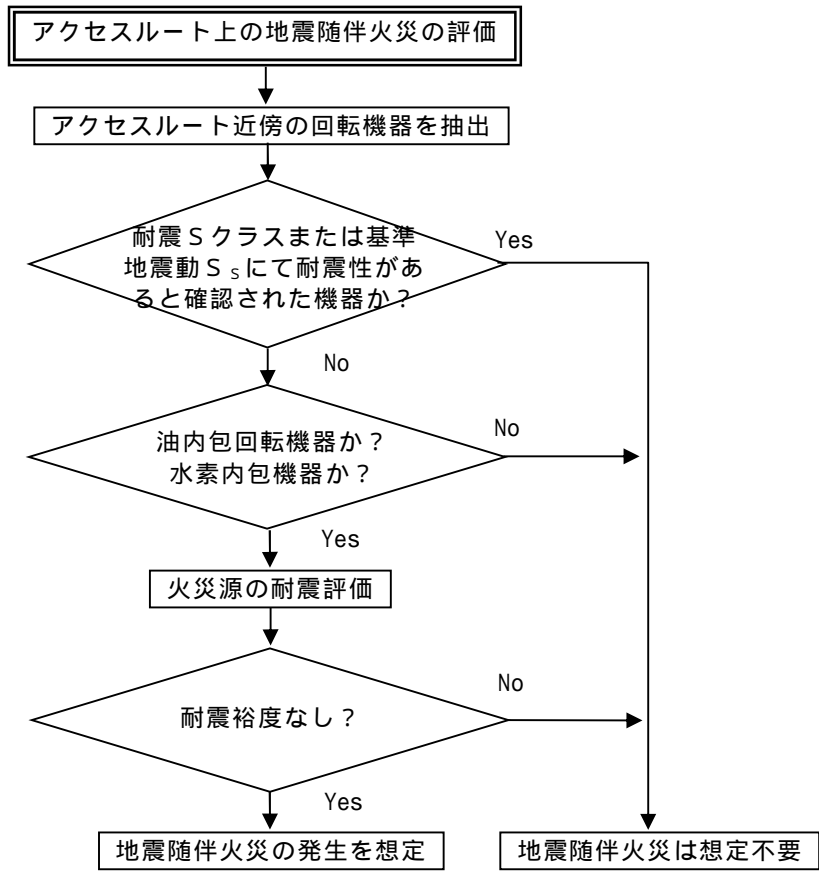 アクセスルート上の地震随伴火災の評価
アクセスルート近傍の回転機器を抽出
耐震Sクラスまたは基準
地震動Ssにて耐震性があ
ると確認された機器か?
Yes
No
油内包回転機器か?
水素内包機器か?
No
Yes
火災源の耐震評価
耐震裕度なし?
No
Yes
地震随伴火災の発生を想定
地震随伴火災は想定不要